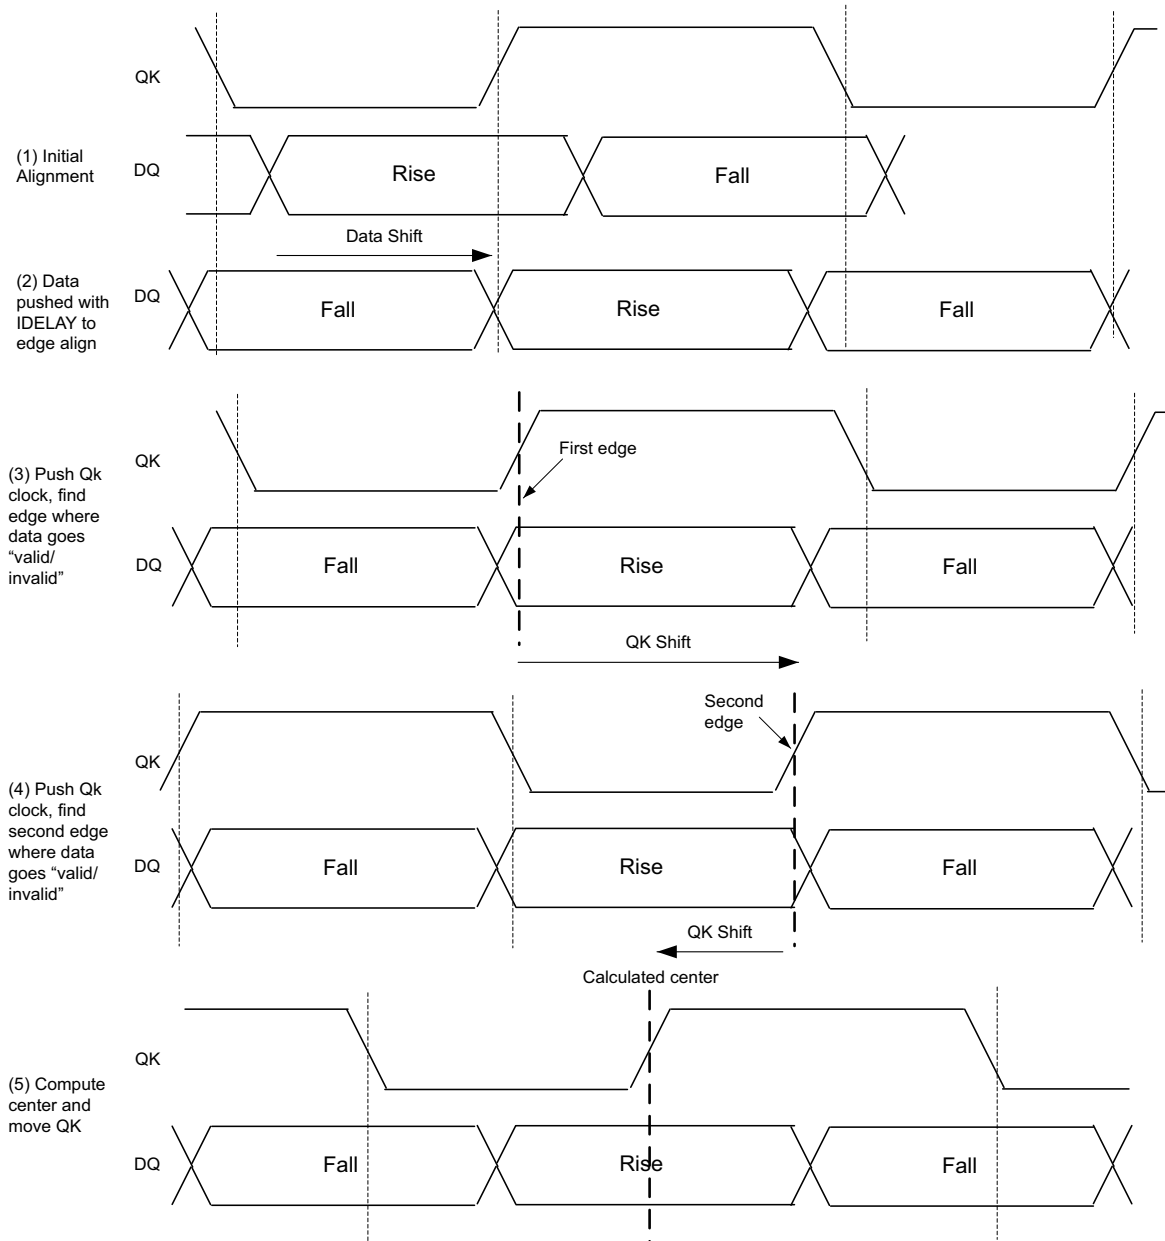 QK
(1) Initial
Alignment
DQ
Rise
Fall
Data Shift
(2) Data
pushed with
IDELAY to
edge align
DQ
Fall
Rise
Fall
First edge
(3) Push Qk
clock, find
edge where
data goes
“valid/
invalid”
QK
DQ
Fall
Rise
Fall
QK Shift
Second
edge
(4) Push Qk
clock, find
second edge
where data
goes “valid/
invalid”
QK
DQ
Fall
Rise
Fall
QK Shift
Calculated center
(5) Compute
center and
move QK
QK
DQ
Fall
Rise
Fall